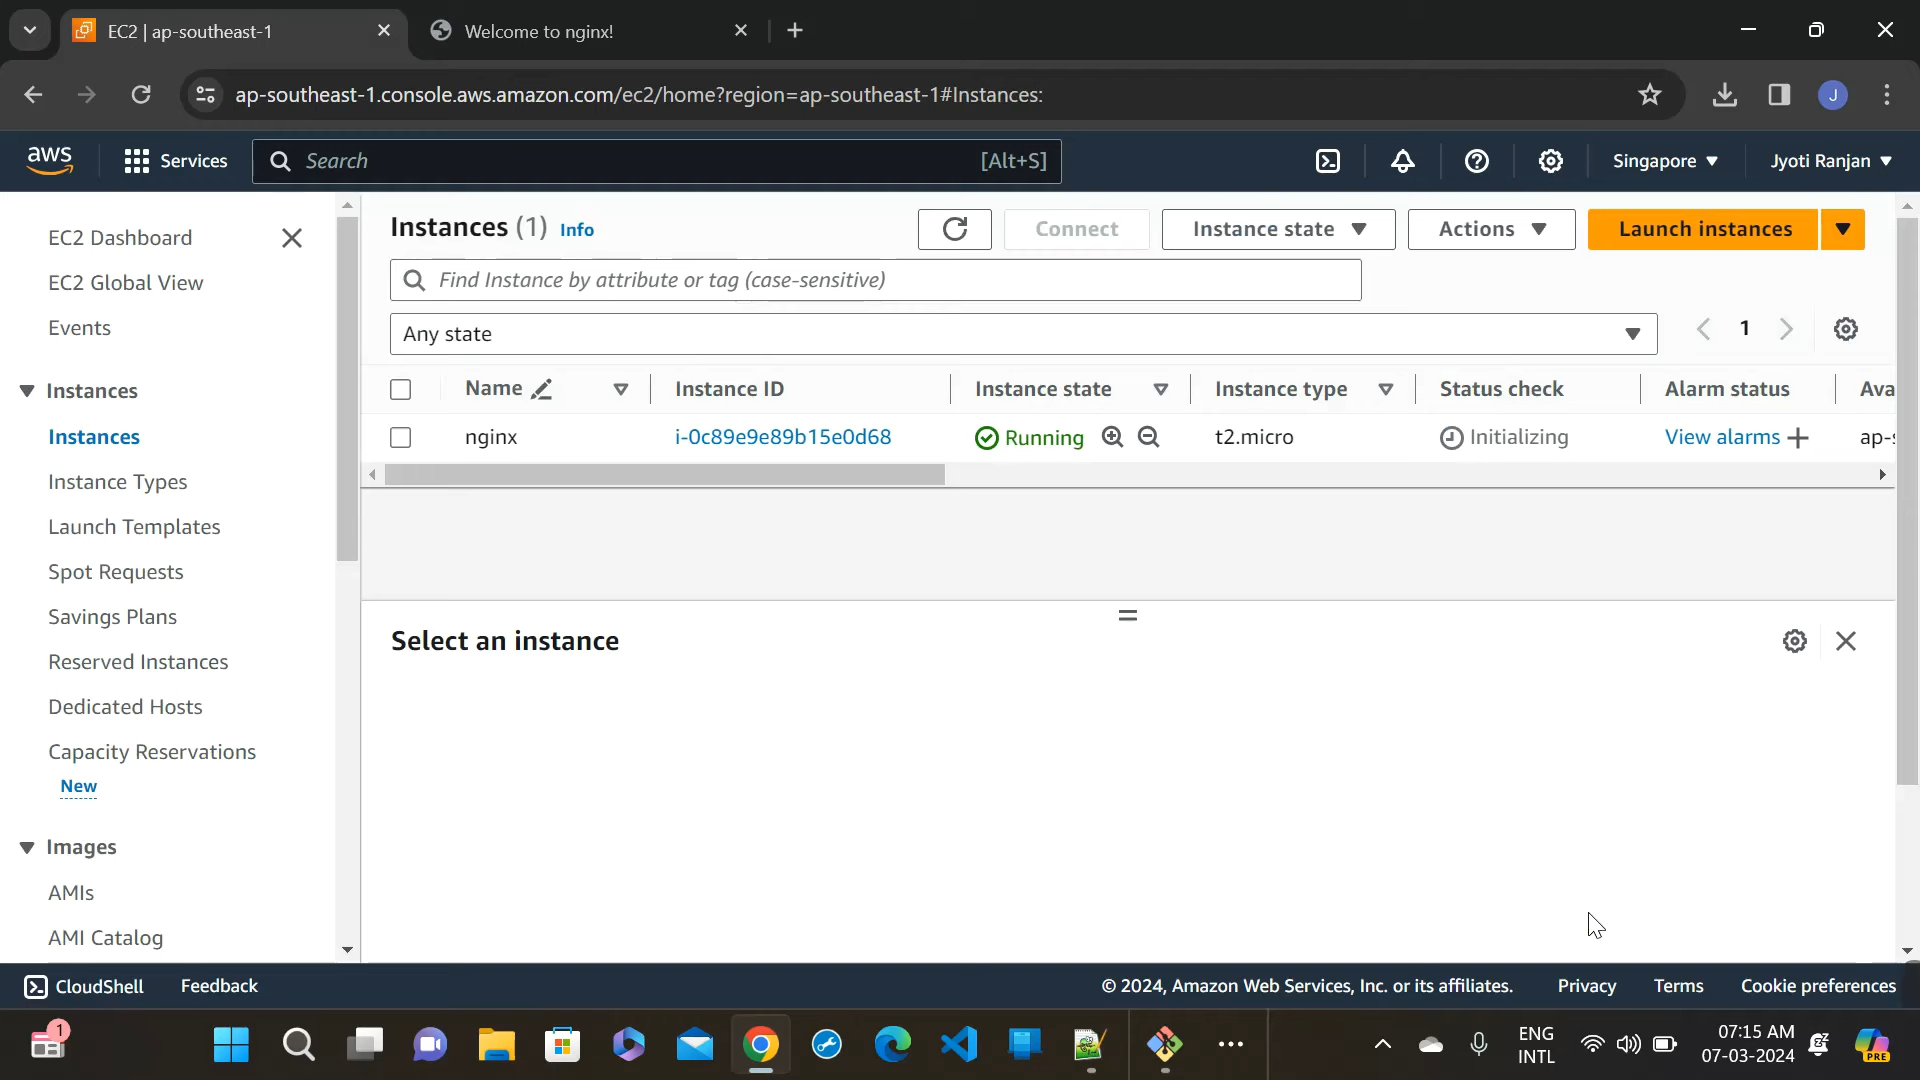 EC2 | ap-southeast-1
Welcome to nginx!
ap-southeast-1.console.aws.amazon.com/ec2/home?region=ap-southeast-1#Instances:
J
aws
Services
Search
[Alt+S]
Singapore
Jyoti Ranjan
EC2 Dashboard
EC2 Global View
Events
Instances
Instances
Instance Types
Launch Templates
Spot Requests
Savings Plans
Reserved Instances
Dedicated Hosts
Capacity Reservations
New
Images
AMIs
AMI Catalog
Instances (1) Info
Connect
Instance state
Actions
Launch instances
Find Instance by attribute or tag (case-sensitive)
Any state
1
Name
Instance ID
Instance state
Instance type
Status check
Alarm status
Ava
nginx
i-0c89e9e89b15e0d68
Running
t2.micro
Initializing
View alarms
ap-s
Select an instance
CloudShell
Feedback
© 2024, Amazon Web Services, Inc. or its affiliates.
Privacy
Terms
Cookie preferences
1
ENG
INTL
07:15 AM
07-03-2024
PRE